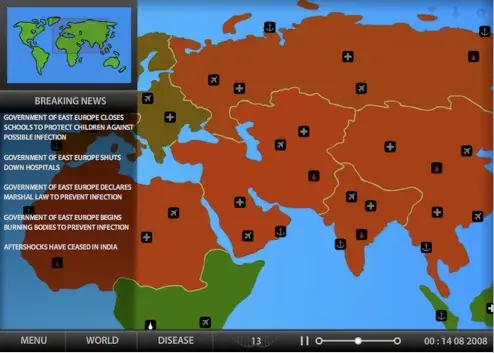 BREAKING NEWS
GOVERNMENT OF EAST EUROPE CLOSES
SCHOOLS TO PROTECT CHILDREN AGAINST
POSSIBLE INFECTION
GOVERNMENT OF EAST EUROPE SHUTS
DOWN HOSPITALS
GOVERNMENT OF EAST EUROPE DECLARES
MARSHAL LAW TO PREVENT INFECTION
GOVERNMENT OF EAST EUROPE BEGINS
BURNING BODIES TO PREVENT INFECTION
AFTERSHOCKS HAVE CEASED IN INDIA
MENU WORLD DISEASE 13 00 : 14 08 2008